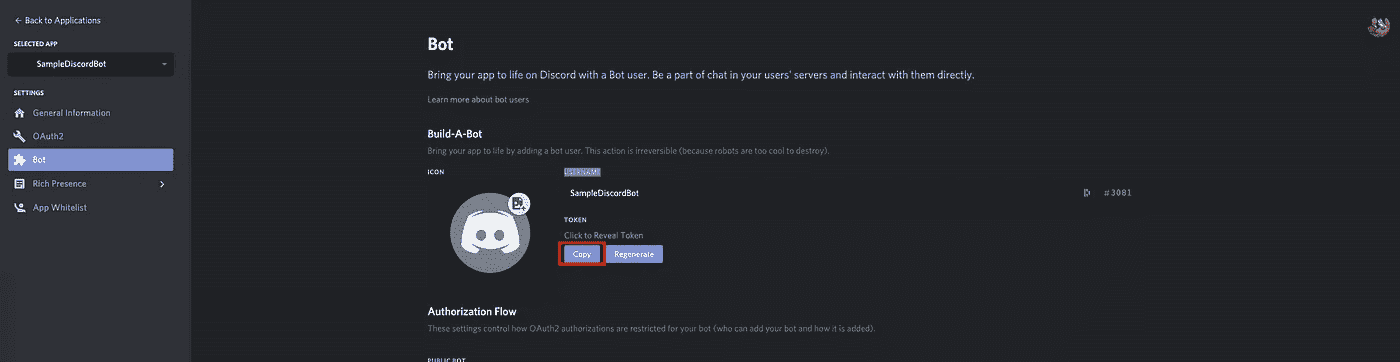 ← Back to Applications
SELECTED APP
SampleDiscordBot
SETTINGS
General Information
OAuth2
Bot
Rich Presence
App Whitelist
Bot
Bring your app to life on Discord with a Bot user. Be a part of chat in your users' servers and interact with them directly.
Learn more about bot users
Build-A-Bot
Bring your app to life by adding a bot user. This action is irreversible (because robots are too cool to destroy).
ICON
USERNAME
SampleDiscordBot
#3081
TOKEN
Click to Reveal Token
Copy
Regenerate
Authorization Flow
These settings control how OAuth2 authorizations are restricted for your bot (who can add your bot and how it is added).
PUBLIC BOT